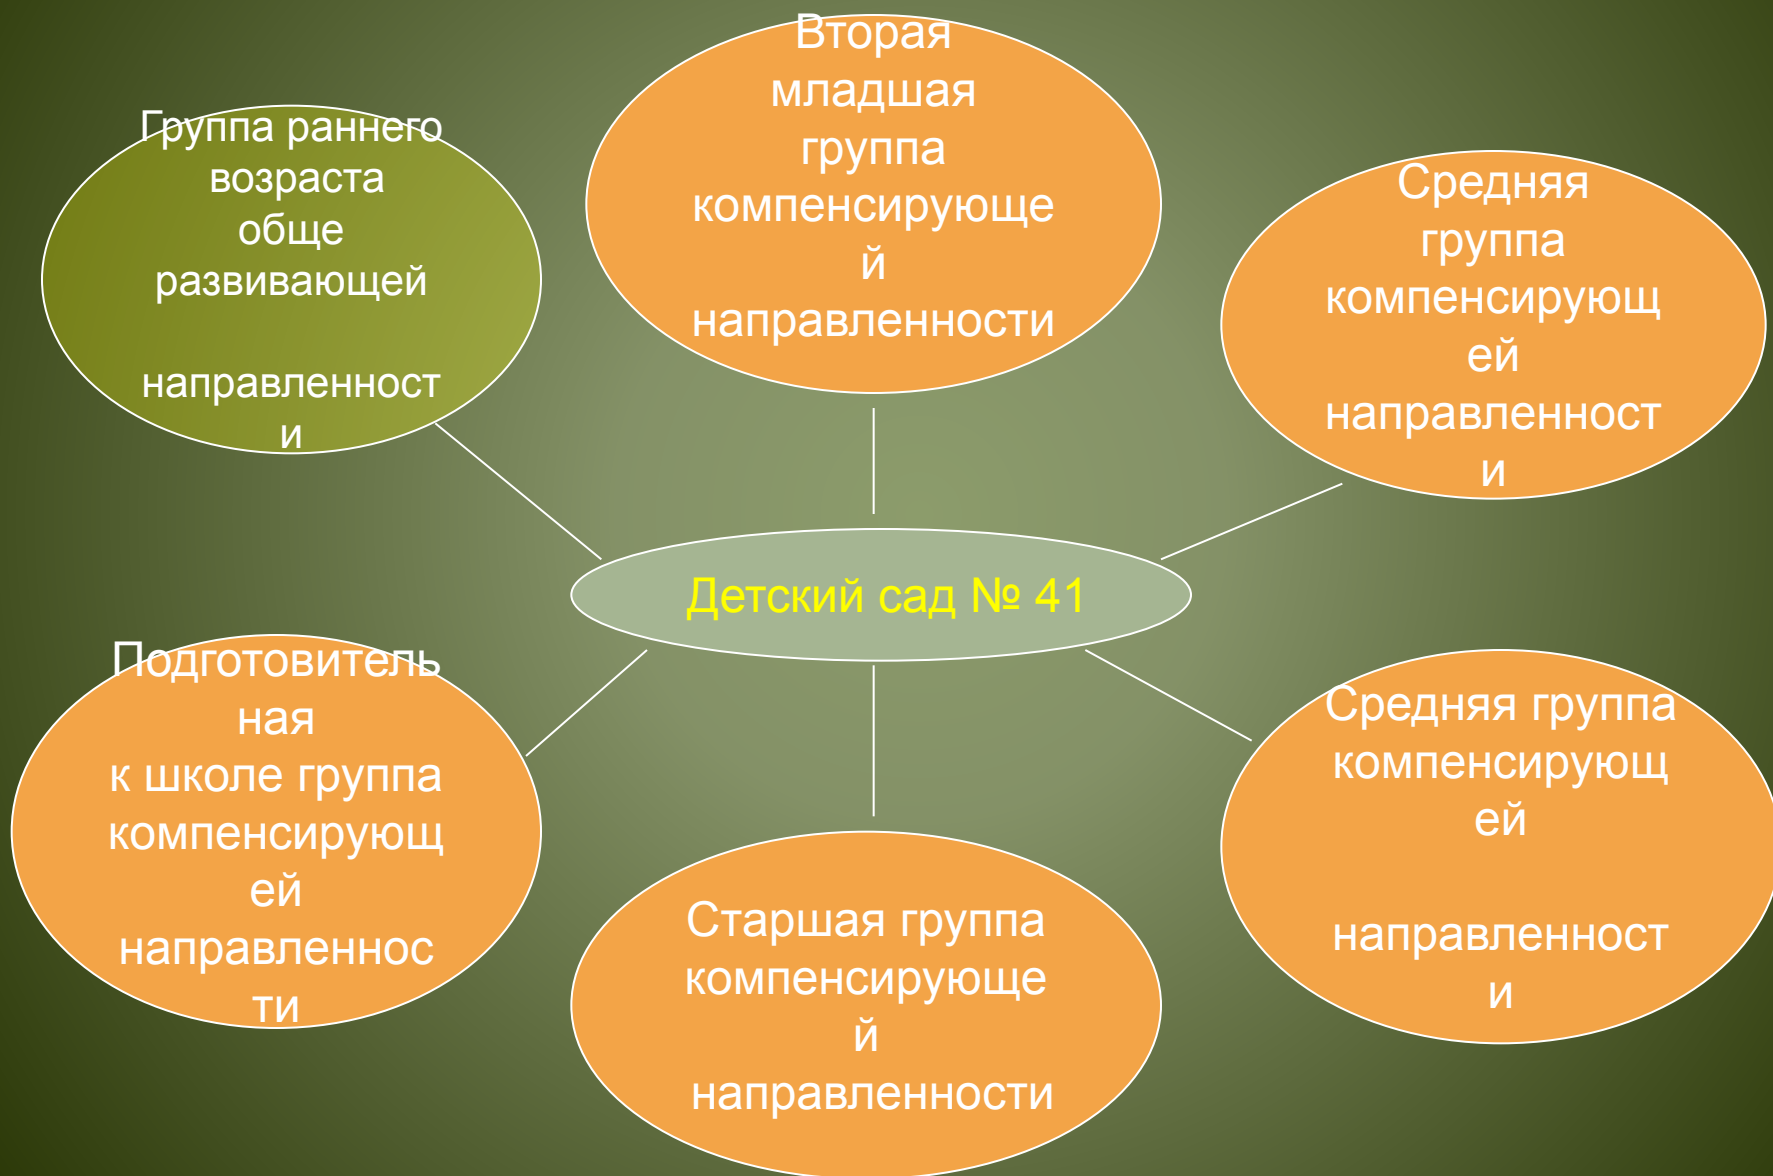 Группа раннего
возраста
обще
развивающей
направленност
и
Вторая
младшая
группа
компенсирующе
й
направленности
Средняя
группа
компенсирующ
ей
направленност
и
Детский сад № 41
Подготовитель
ная
к школе группа
компенсирующ
ей
направленнос
ти
Старшая группа
компенсирующе
й
направленности
Средняя группа
компенсирующ
ей
направленност
и